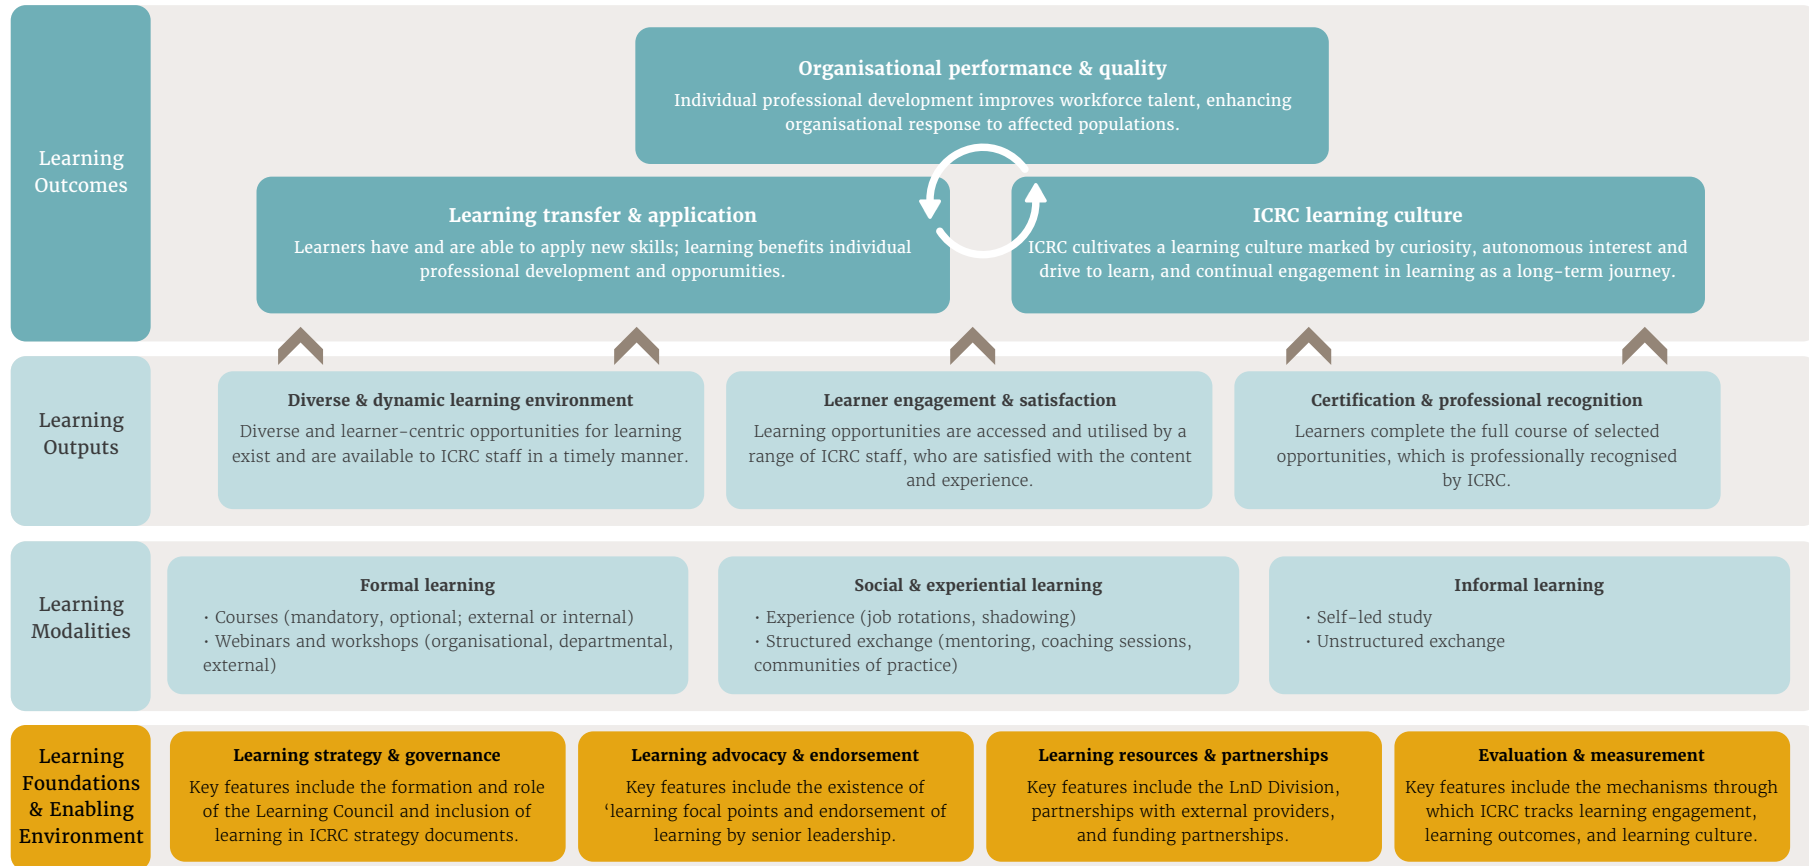 Learning
Outcomes
Organisational performance & quality
Individual professional development improves workforce talent, enhancing
organisational response to affected populations.
Learning transfer & application
Learners have and are able to apply new skills; learning benefits individual
professional development and opporumities.
ICRC learning culture
ICRC cultivates a learning culture marked by curiosity, autonomous interest and
drive to learn, and continual engagement in learning as a long-term journey.
Learning
Outputs
Diverse & dynamic learning environment
Diverse and learner-centric opportunities for learning
exist and are available to ICRC staff in a timely manner.
Learner engagement & satisfaction
Learning opportunities are accessed and utilised by a
range of ICRC staff, who are satisfied with the content
and experience.
Certification & professional recognition
Learners complete the full course of selected
opportunities, which is professionally recognised
by ICRC.
Learning
Modalities
Formal learning
· Courses (mandatory, optional; external or internal)
· Webinars and workshops (organisational, departmental,
external)
Social & experiential learning
· Experience (job rotations, shadowing)
· Structured exchange (mentoring, coaching sessions,
communities of practice)
Informal learning
· Self-led study
· Unstructured exchange
Learning
Foundations
& Enabling
Environment
Learning strategy & governance
Key features include the formation and role
of the Learning Council and inclusion of
learning in ICRC strategy documents.
Learning advocacy & endorsement
Key features include the existence of
‘learning focal points and endorsement of
learning by senior leadership.
Learning resources & partnerships
Key features include the LnD Division,
partnerships with external providers,
and funding partnerships.
Evaluation & measurement
Key features include the mechanisms through
which ICRC tracks learning engagement,
learning outcomes, and learning culture.